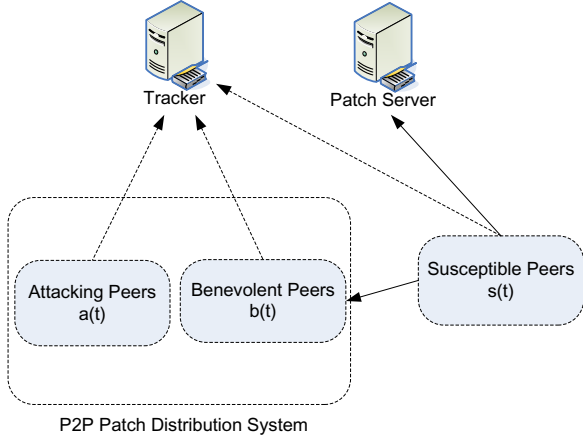 Tracker
Patch Server
Attacking Peers
a(t)
Benevolent Peers
b(t)
Susceptible Peers
s(t)
P2P Patch Distribution System